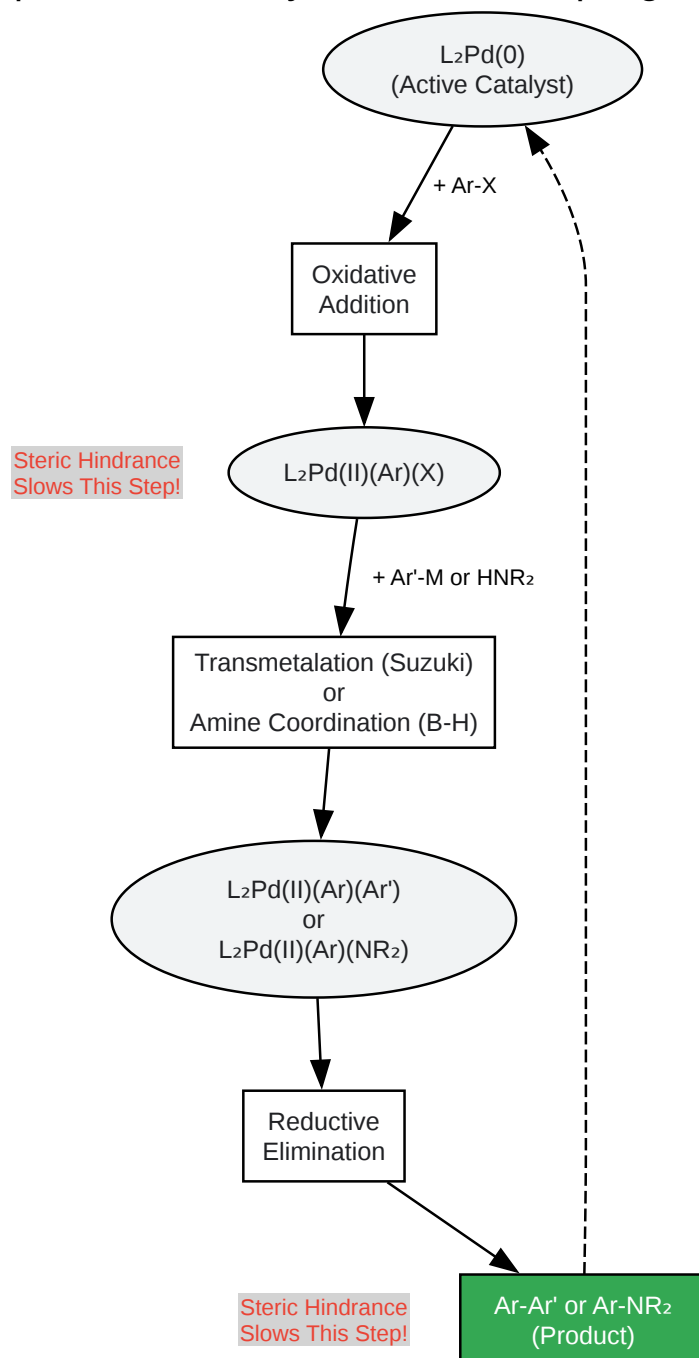 L₂Pd(0)
(Active Catalyst)
+ Ar-X
Oxidative
Addition
Steric Hindrance
Slows This Step!
L₂Pd(II)(Ar)(X)
+ Ar'-M or HNR₂
Transmetalation (Suzuki)
or
Amine Coordination (B-H)
L₂Pd(II)(Ar)(Ar')
or
L₂Pd(II)(Ar)(NR₂)
Reductive
Elimination
Steric Hindrance
Slows This Step!
Ar-Ar' or Ar-NR₂
(Product)